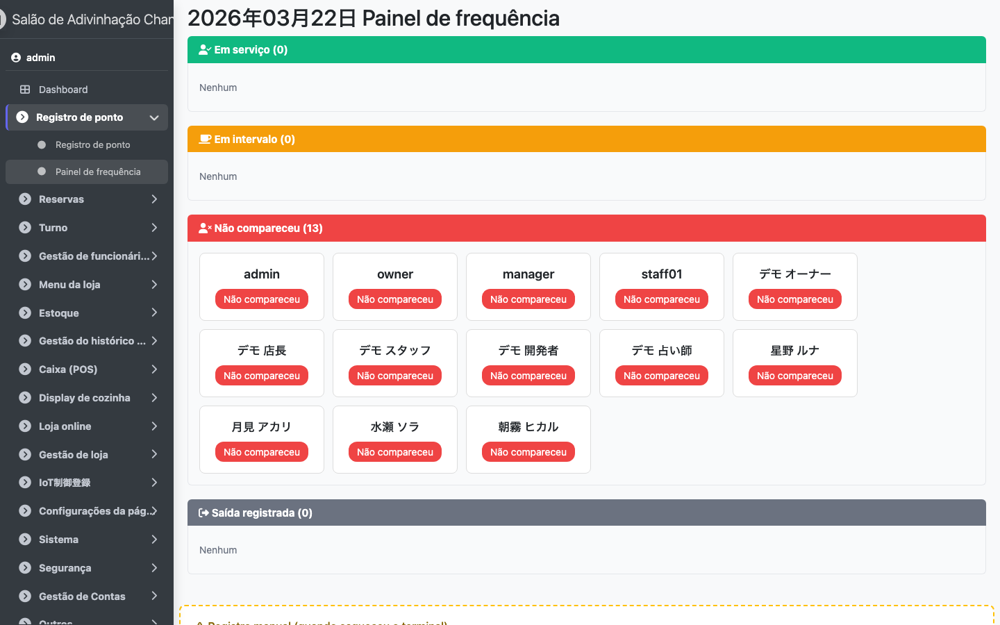 Salão de Adivinhação Chan
admin
Dashboard
Registro de ponto
Registro de ponto
Painel de frequência
Reservas
Turno
Gestão de funcionári...
Menu da loja
Estoque
Gestão do histórico ...
Caixa (POS)
Display de cozinha
Loja online
Gestão de loja
IoT制御登録
Configurações da pág...
Sistema
Segurança
Gestão de Contas
Outros
2026年03月22日 Painel de frequência
Em serviço (0)
Nenhum
Em intervalo (0)
Nenhum
Não compareceu (13)
admin
Não compareceu
owner
Não compareceu
manager
Não compareceu
staff01
Não compareceu
デモ オーナー
Não compareceu
デモ 店長
Não compareceu
デモ スタッフ
Não compareceu
デモ 開発者
Não compareceu
デモ 占い師
Não compareceu
星野 ルナ
Não compareceu
月見 アカリ
Não compareceu
水瀬 ソラ
Não compareceu
朝霧 ヒカル
Não compareceu
Saída registrada (0)
Nenhum
Registro manual (quando esqueceu o terminal)